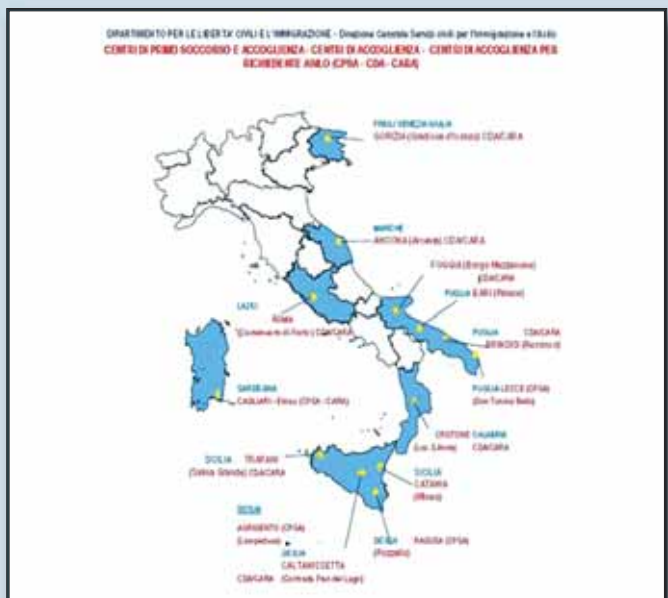 DIPARTIMENTO PER LE LIBERTA' CIVILI E L'IMMIGRAZIONE - Direzione Centrale Servizi civili per l'Immigrazione e l'Asilo
CENTRI DI PRIMO SOCCORSO E ACCOGLIENZA - CENTRI DI ACCOGLIENZA - CENTRI DI ACCOGLIENZA PER
RICHIEDENTE ASILO (CPSA - CDA - CARA)
FRIULI VENEZIA GIULIA
GORIZIA (Gradisca d'Isonzo) CDA/CARA
MARCHE
ANCONA (Arcevia) CDA/CARA
FOGGIA (Borgo Mezzanone)
CDA/CARA
PUGLIA BARI (Palese)
LAZIO
ROMA
(Castelnuovo di Porto) CDA/CARA
PUGLIA CDA/CARA
BRINDISI (Restinco)
SARDEGNA
CAGLIARI - Elmas (CPSA - CARA)
PUGLIA LECCE (CPSA)
(Don Tonino Bello)
CROTONE CALABRIA
(Loc. S.Anna) CDA/CARA
SICILIA TRAPANI
(Salina Grande) CDA/CARA
SICILIA
CATANIA
(Mineo)
SICILIA
AGRIGENTO (CPSA)
(Lampedusa)
SICILIA RAGUSA (CPSA)
(Pozzallo)
SICILIA
CALTANISSETTA
CDA/CARA (Contrada Pian del Lago)